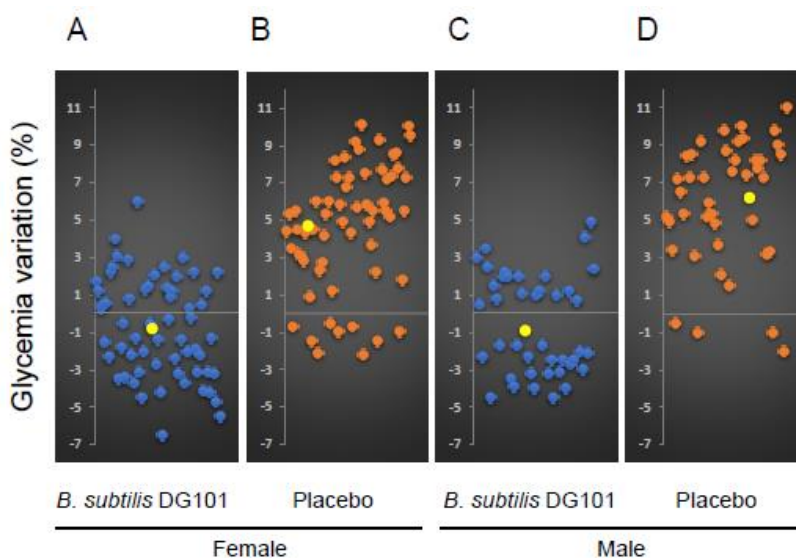 A B C D
Glycemia variation (%)
11 11 11 11
9 9 9 9
7 7 7 7
5 5 5 5
3 3 3 3
1 1 1 1
-1 -1 -1 -1
-3 -3 -3 -3
-5 -5 -5 -5
-7 -7 -7 -7
B. subtilis DG101 Placebo B. subtilis DG101 Placebo
Female Male